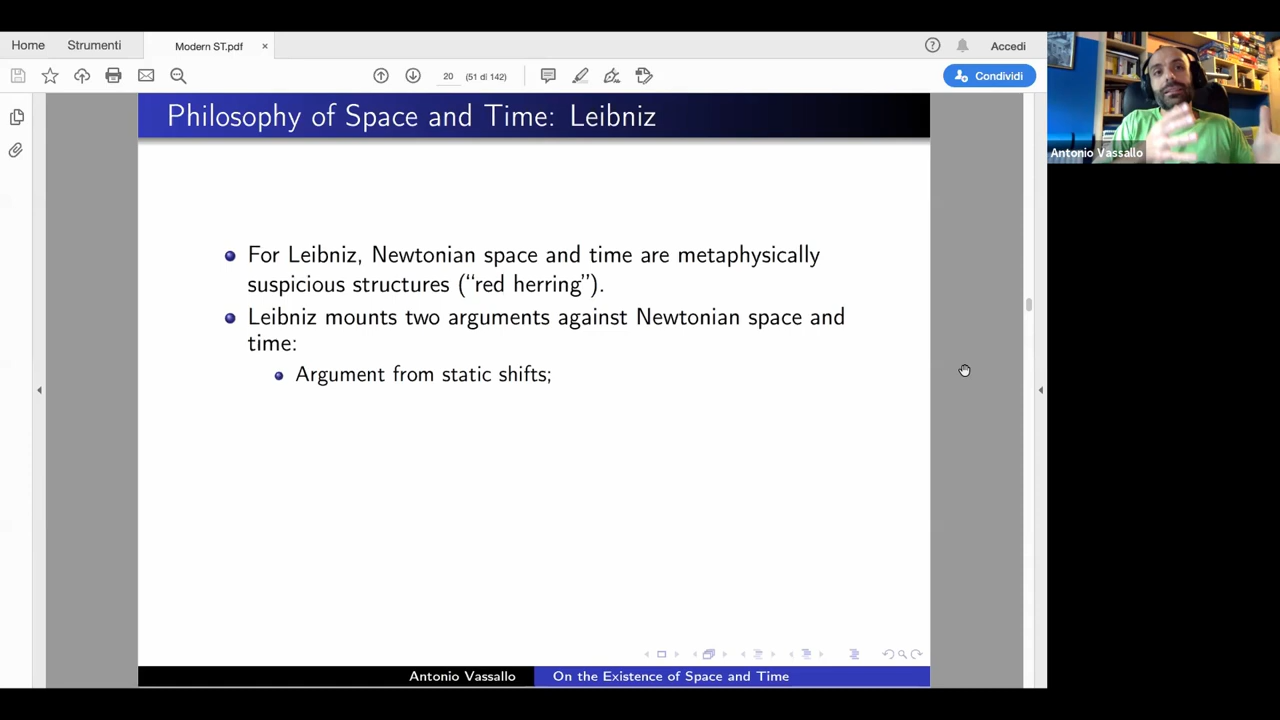 Home Strumenti Modern ST.pdf × Accedi
20 (51 di 142) Condividi
Philosophy of Space and Time: Leibniz
Antonio Vassallo
For Leibniz, Newtonian space and time are metaphysically
suspicious structures (“red herring”).
Leibniz mounts two arguments against Newtonian space and
time:
Argument from static shifts;
Antonio Vassallo On the Existence of Space and Time